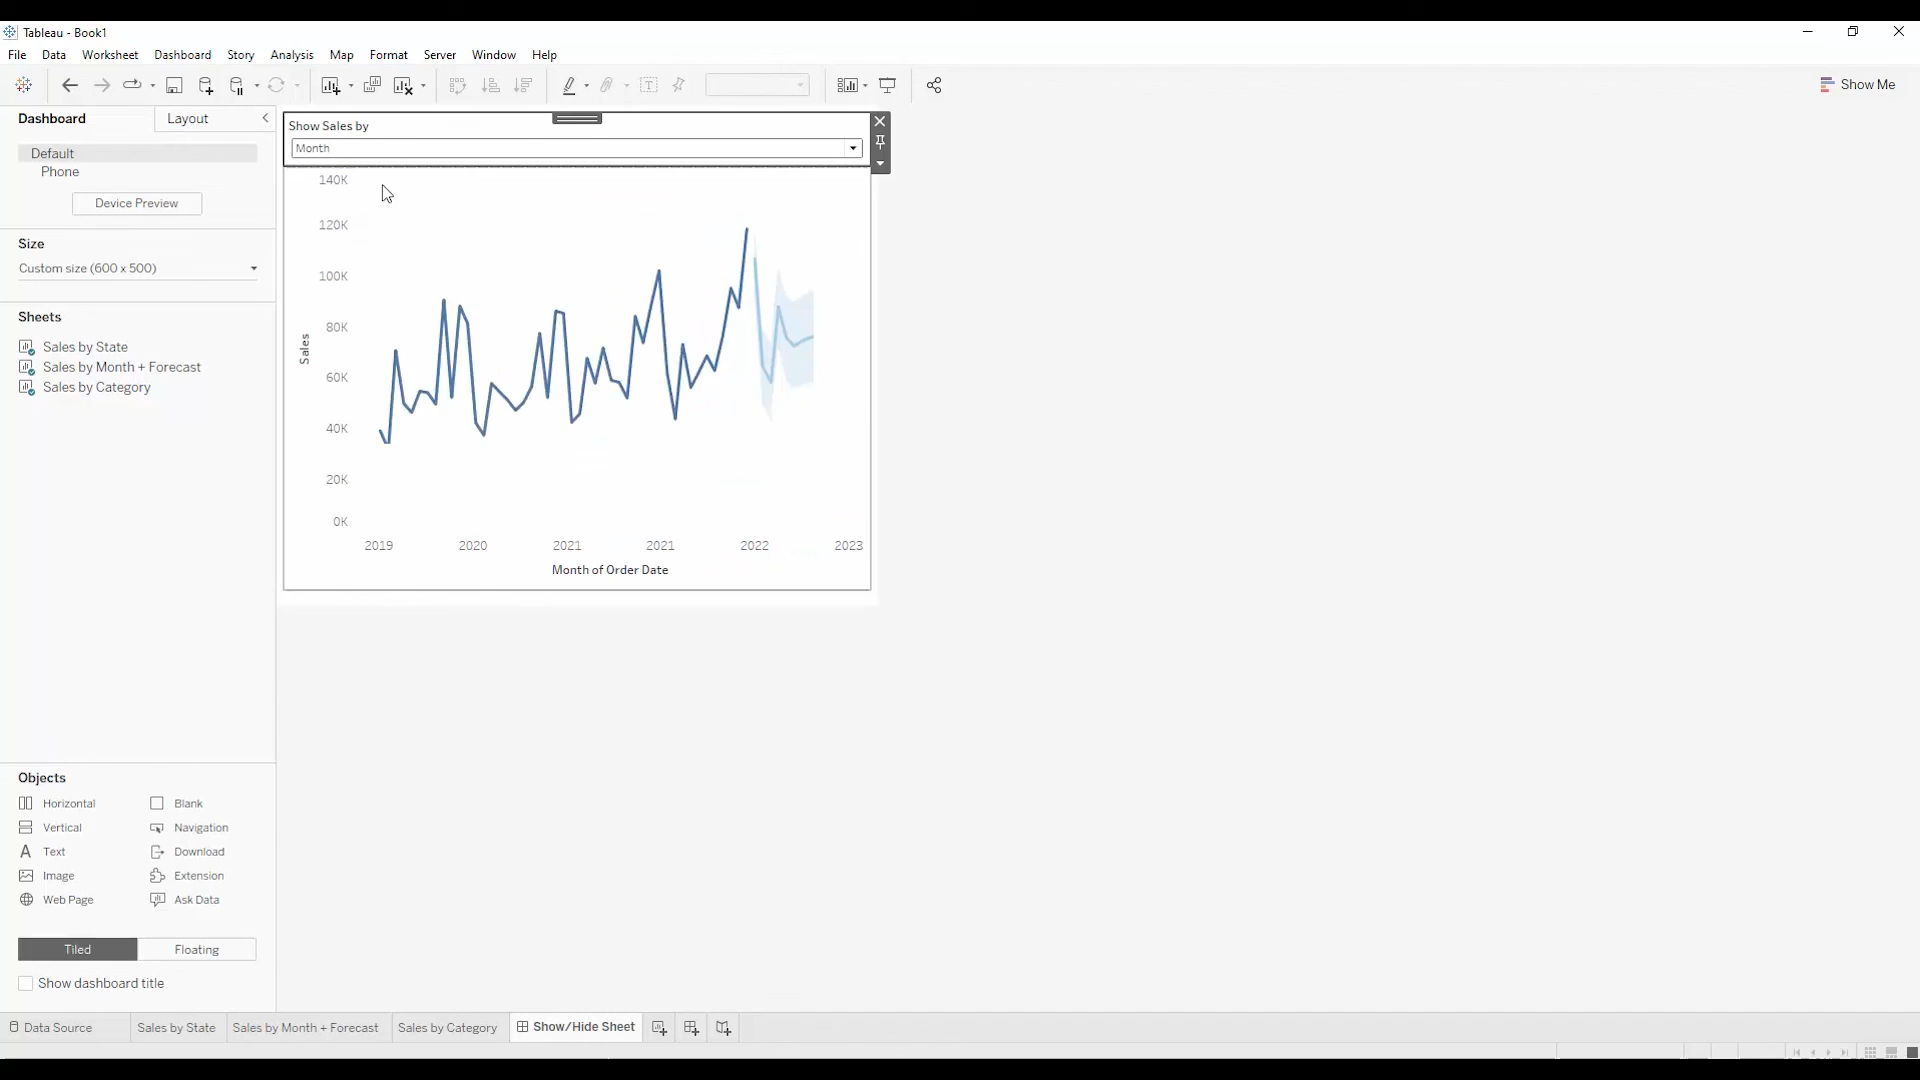 Tableau - Book1
File Data Worksheet Dashboard Story Analysis Map Format Server Window Help
Show Me
Dashboard Layout
Default
Phone
Device Preview
Size
Custom size (600 x 500)
Sheets
Sales by State
Sales by Month + Forecast
Sales by Category
Show Sales by
Month
140K
120K
100K
80K
60K
40K
20K
0K
Sales
2019 2020 2021 2021 2022 2023
Month of Order Date
Objects
Horizontal Blank
Vertical Navigation
Text Download
Image Extension
Web Page Ask Data
Tiled Floating
Show dashboard title
Data Source Sales by State Sales by Month + Forecast Sales by Category Show/Hide Sheet